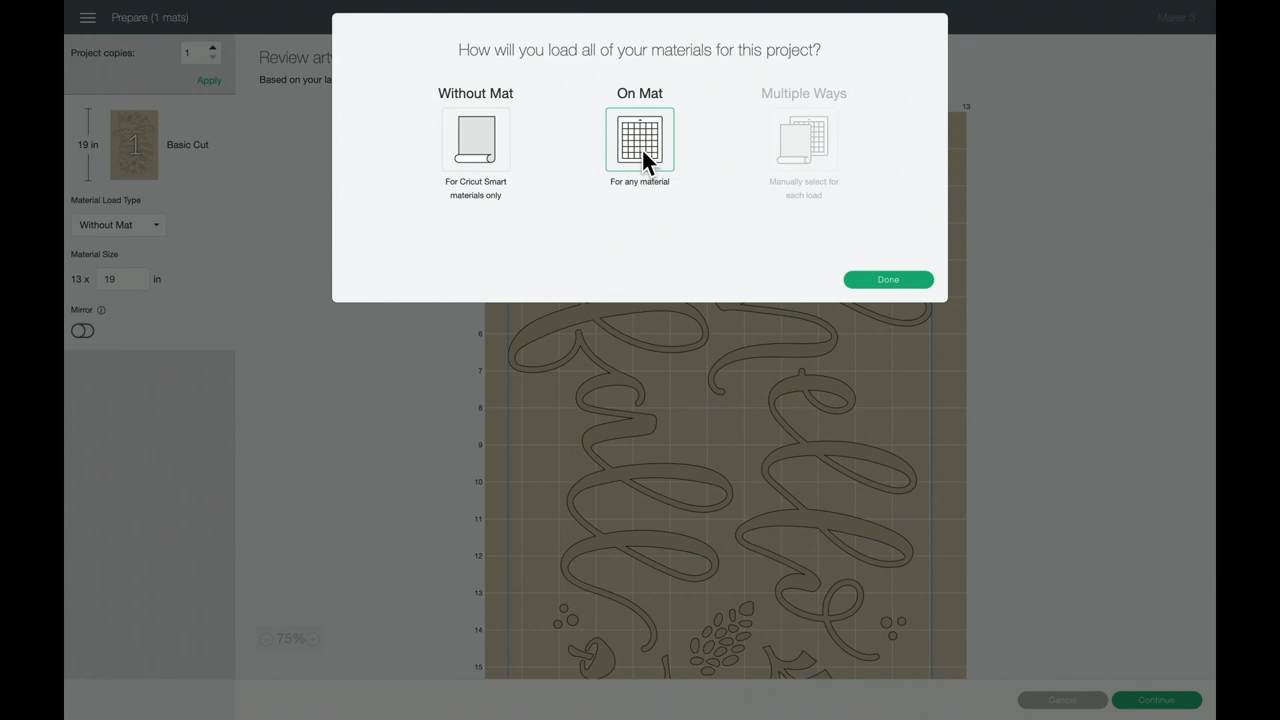 Prepare (1 mats)
Maker 3
Project copies:
1
Apply
Review art
Based on your la
19 in
1
Basic Cut
Material Load Type
Without Mat
Material Size
13 x
19
in
Mirror
How will you load all of your materials for this project?
Without Mat
On Mat
Multiple Ways
For Cricut Smart
materials only
For any material
Manually select for
each load
Done
13
6
7
8
9
10
11
12
13
14
15
75%
Cancel
Continue